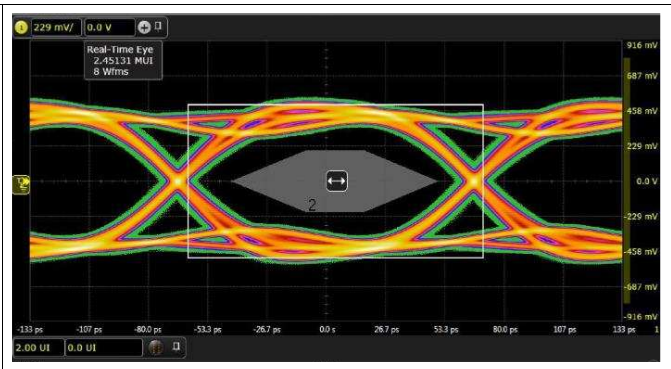 1 229 mV/ 0.0 V
Real-Time Eye
2.45131 MUI
8 Wfms
916 mV
687 mV
458 mV
229 mV
0.0 V
-229 mV
-458 mV
-687 mV
-916 mV
2
-133 ps -107 ps -80.0 ps -53.3 ps -26.7 ps 0.0 s 26.7 ps 53.3 ps 80.0 ps 107 ps 133 ps 1
2.00 UI 0.0 UI